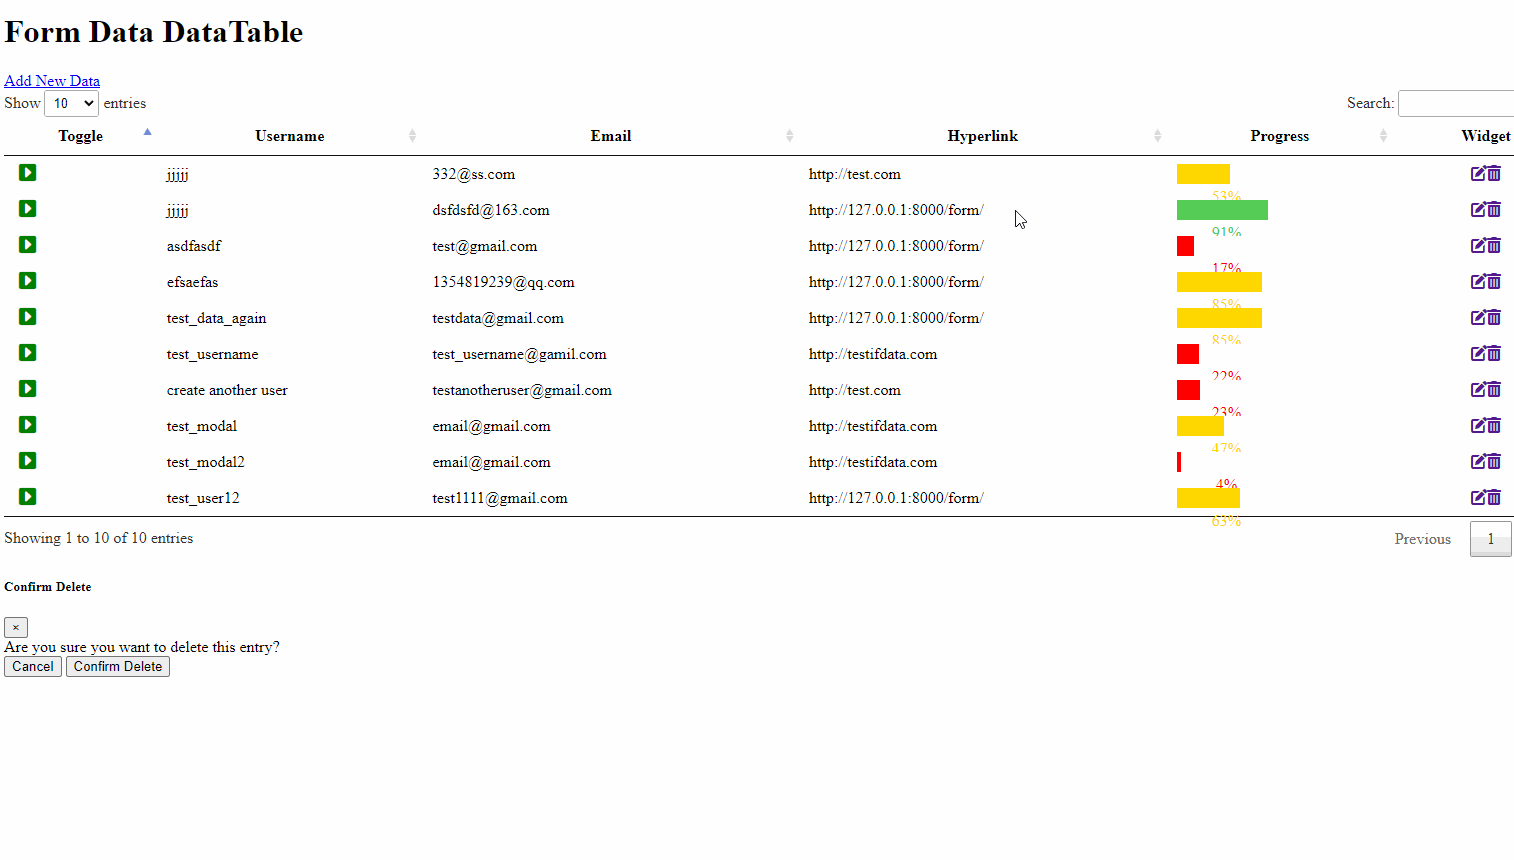 Form Data DataTable
Add New Data
Show 10 entries Search:
Toggle Username Email Hyperlink Progress Widget
jjjjj 332@ss.com http://test.com 53%
jjjjj dsfdsfd@163.com http://127.0.0.1:8000/form/ 91%
asdfasdf test@gmail.com http://127.0.0.1:8000/form/ 17%
efsaefas 1354819239@qq.com http://127.0.0.1:8000/form/ 85%
test_data_again testdata@gmail.com http://127.0.0.1:8000/form/ 85%
test_username test_username@gamil.com http://testifdata.com 22%
create another user testanotheruser@gmail.com http://test.com 23%
test_modal email@gmail.com http://testifdata.com 47%
test_modal2 email@gmail.com http://testifdata.com 4%
test_user12 test1111@gmail.com http://127.0.0.1:8000/form/ 63%
Showing 1 to 10 of 10 entries Previous 1
Confirm Delete
×
Are you sure you want to delete this entry?
Cancel Confirm Delete